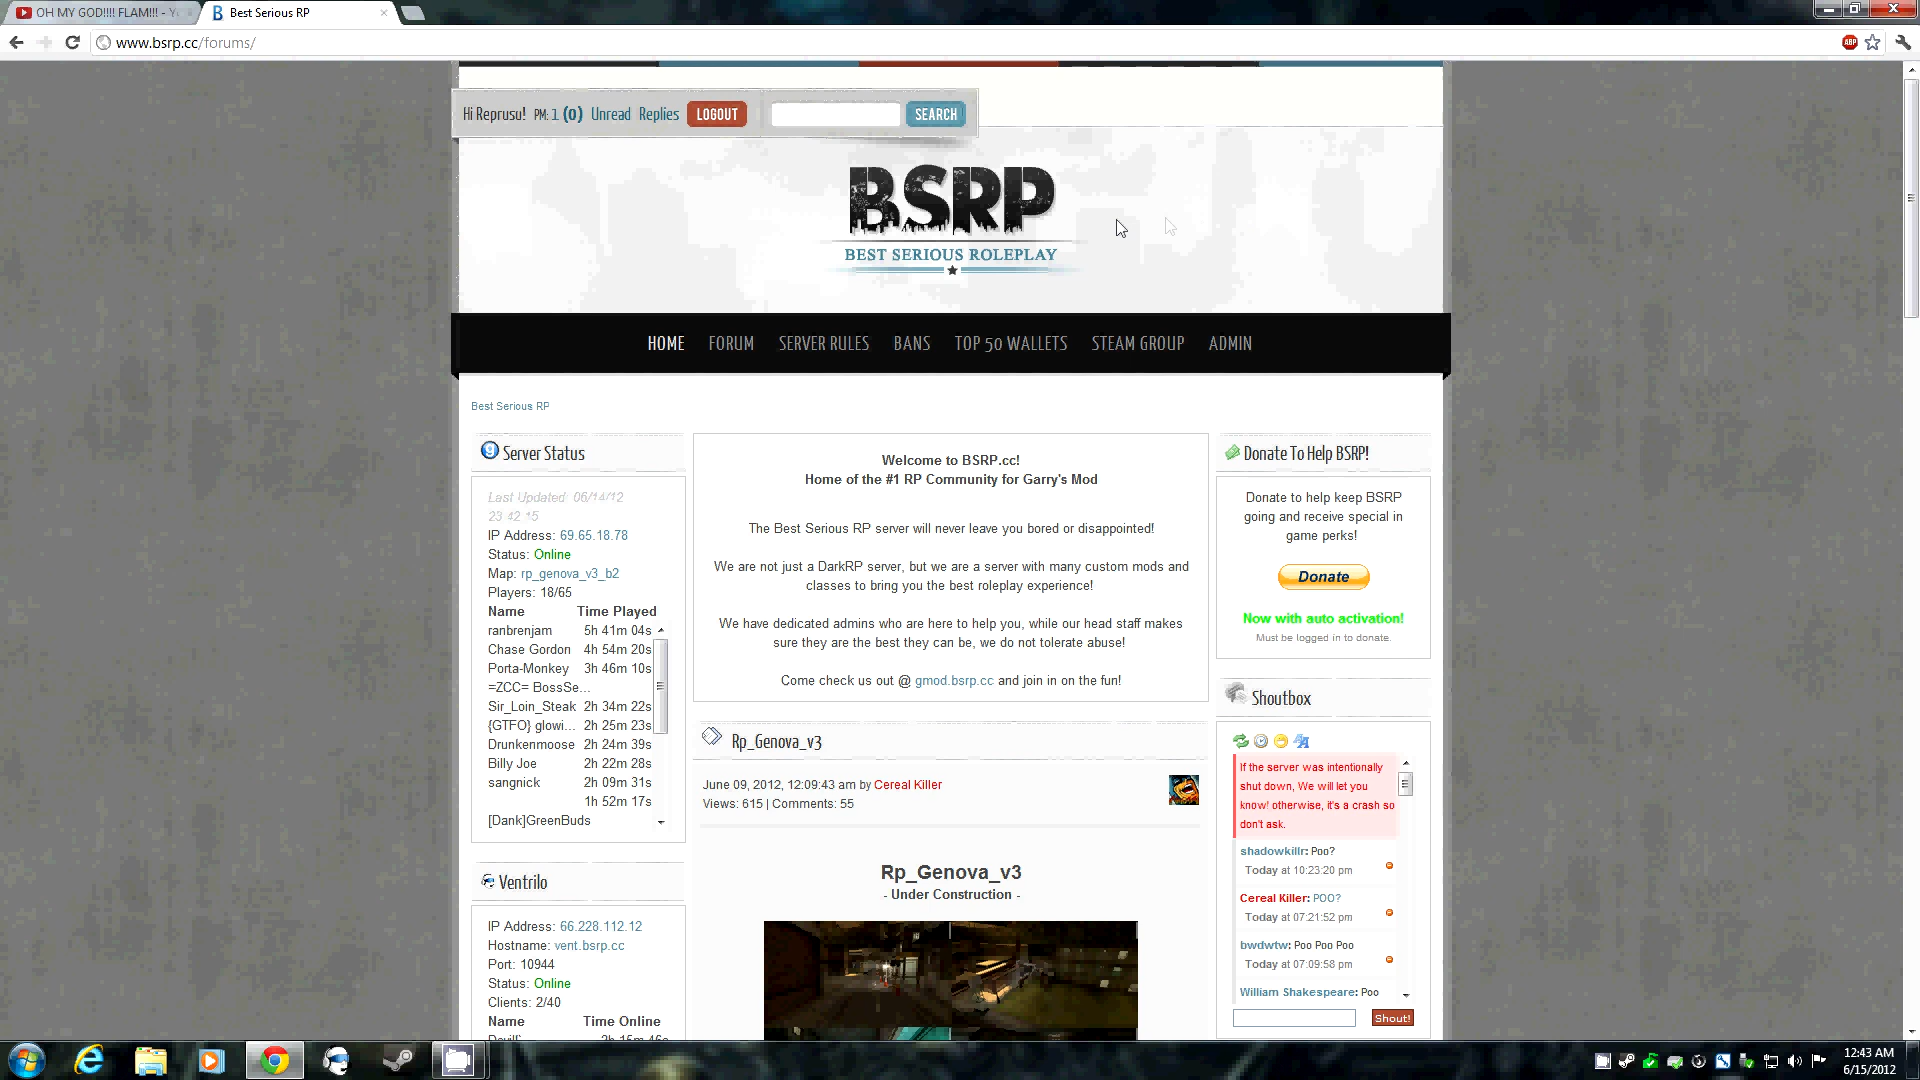 OH MY GOD!!!! FLAM!!! - Y
Best Serious RP
www.bsrp.cc/forums/
ABP
Hi Reprusu! PM: 1 (0) Unread Replies LOGOUT SEARCH
BSRP
BEST SERIOUS ROLEPLAY
HOME FORUM SERVER RULES BANS TOP 50 WALLETS STEAM GROUP ADMIN
Best Serious RP
Server Status
Last Updated: 06/14/12
23:42:15
IP Address: 69.65.18.78
Status: Online
Map: rp_genova_v3_b2
Players: 18/65
Name Time Played
ranbrenjam 5h 41m 04s
Chase Gordon 4h 54m 20s
Porta-Monkey 3h 46m 10s
=ZCC= BossSe...
Sir_Loin_Steak 2h 34m 22s
{GTFO} glowi... 2h 25m 23s
Drunkenmoose 2h 24m 39s
Billy Joe 2h 22m 28s
sangnick 2h 09m 31s
1h 52m 17s
[Dank]GreenBuds
Ventrilo
IP Address: 66.228.112.12
Hostname: vent.bsrp.cc
Port: 10944
Status: Online
Clients: 2/40
Name Time Online
Welcome to BSRP.cc!
Home of the #1 RP Community for Garry's Mod
The Best Serious RP server will never leave you bored or disappointed!
We are not just a DarkRP server, but we are a server with many custom mods and
classes to bring you the best roleplay experience!
We have dedicated admins who are here to help you, while our head staff makes
sure they are the best they can be, we do not tolerate abuse!
Come check us out @ gmod.bsrp.cc and join in on the fun!
Rp_Genova_v3
June 09, 2012, 12:09:43 am by Cereal Killer
Views: 615 | Comments: 55
Rp_Genova_v3
- Under Construction -
Donate To Help BSRP!
Donate to help keep BSRP
going and receive special in
game perks!
Donate
Now with auto activation!
Must be logged in to donate.
Shoutbox
If the server was intentionally
shut down, We will let you
know! otherwise, it's a crash so
don't ask.
shadowkillr: Poo?
Today at 10:23:20 pm
Cereal Killer: POO?
Today at 07:21:52 pm
bwdwtw: Poo Poo Poo
Today at 07:09:58 pm
William Shakespeare: Poo
Shout!
12:43 AM
6/15/2012